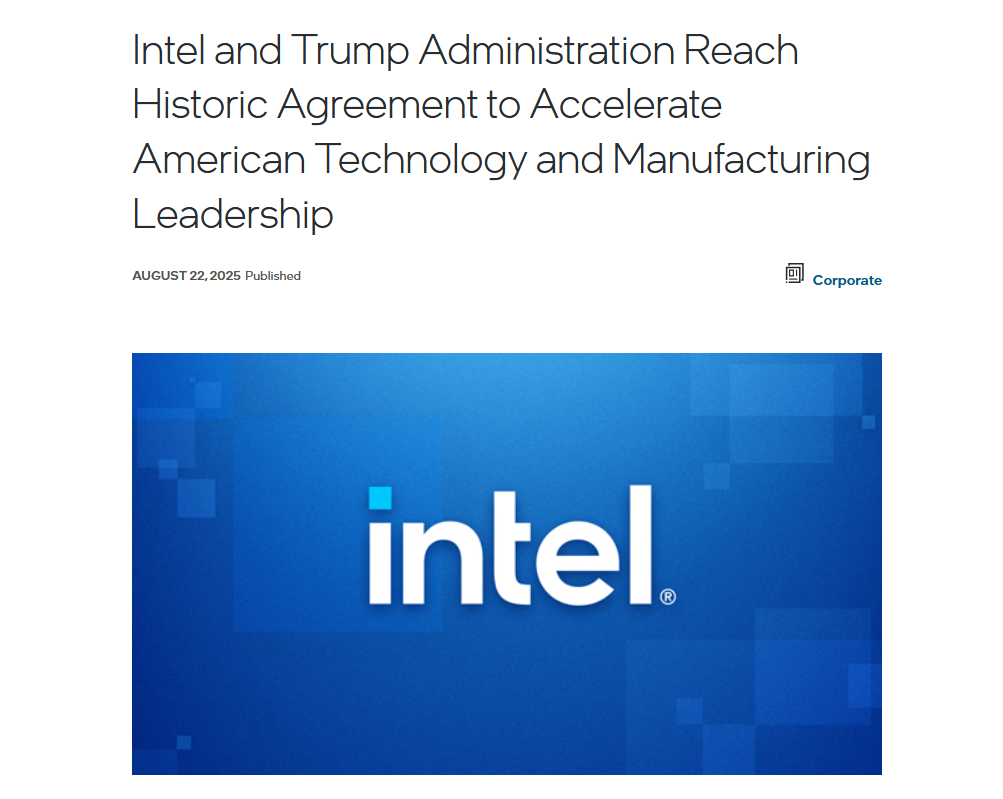 Intel and Trump Administration Reach
Historic Agreement to Accelerate
American Technology and Manufacturing
Leadership
AUGUST 22, 2025 Published
Corporate
intel®